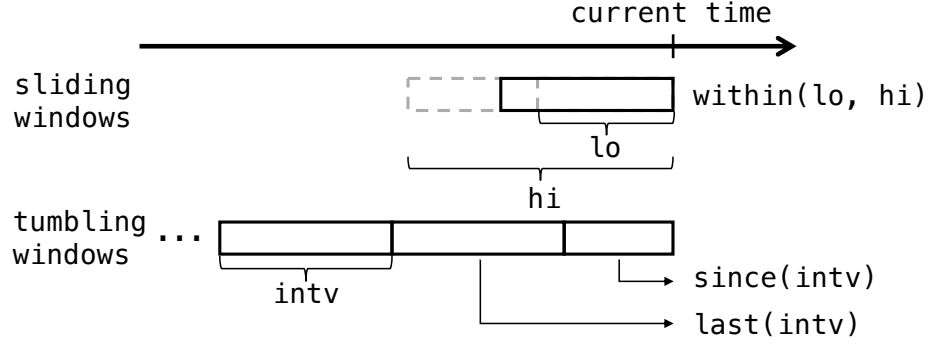 current time
sliding
windows
within(lo, hi)
lo
hi
tumbling
windows
...
intv
since(intv)
last(intv)